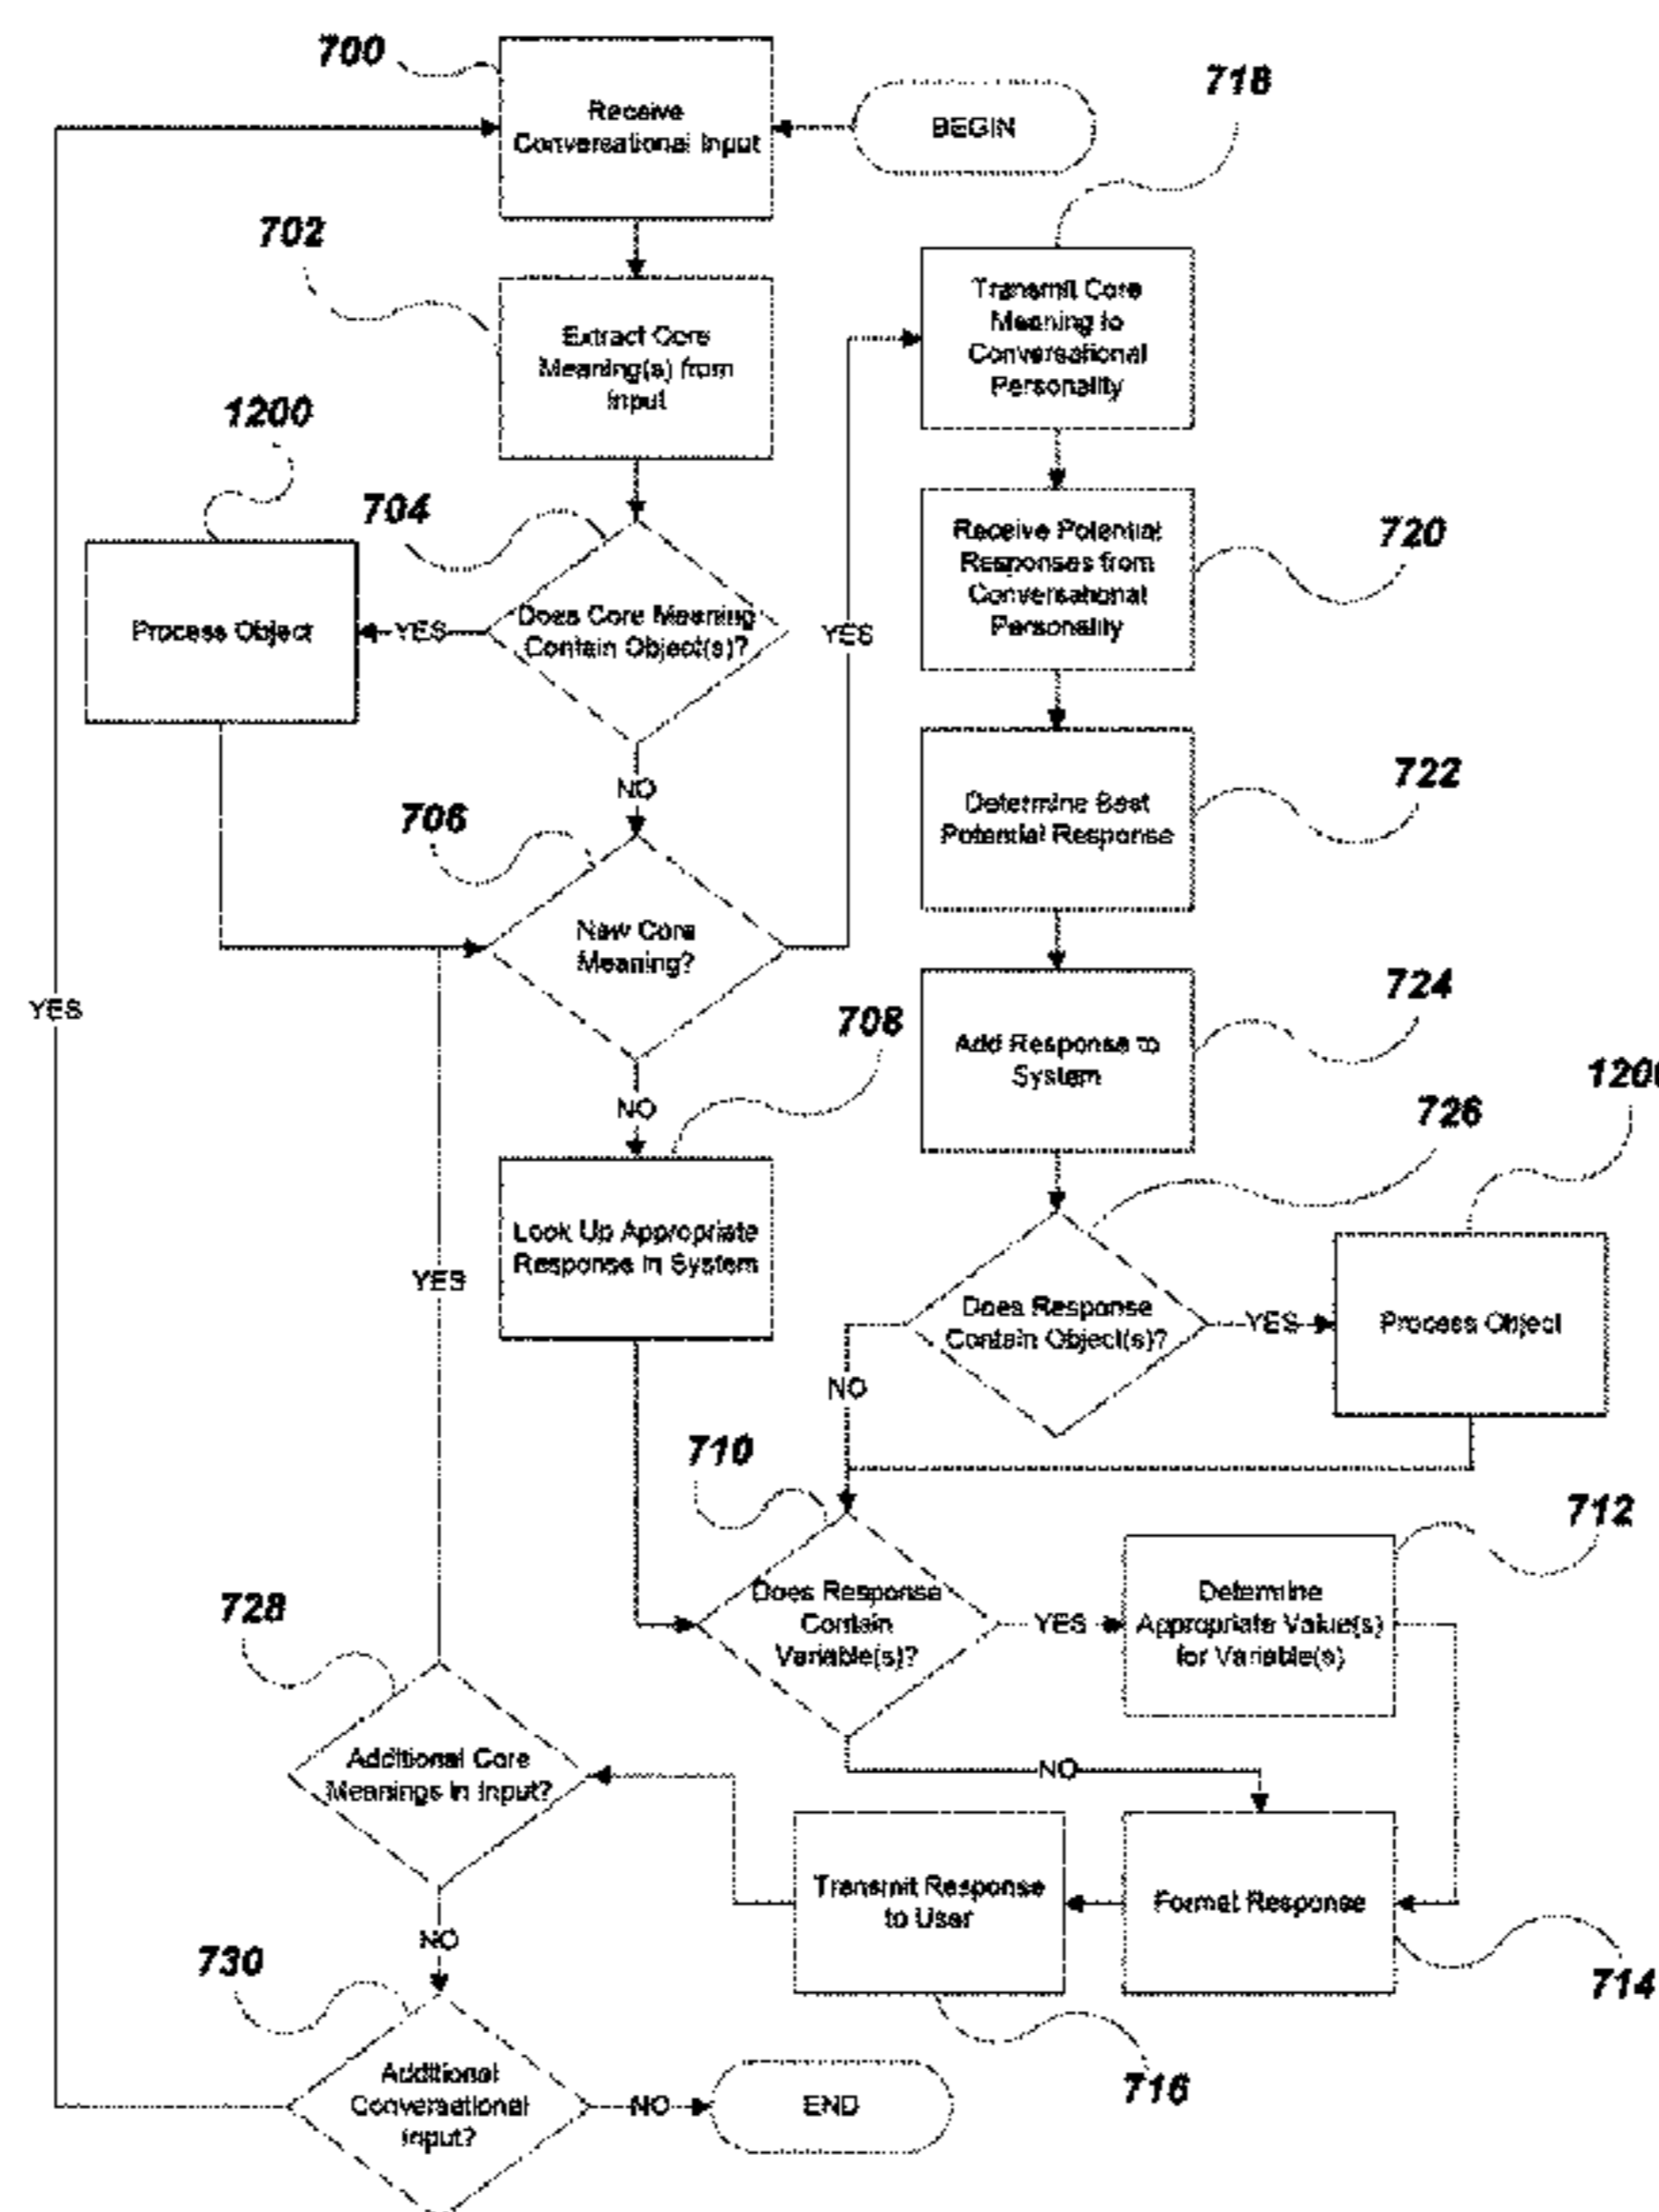 700
Receive
Conversational Input
BEGIN
718
702
Extract Core
Meaning(s) from
Input
Transmit Core
Meaning to
Conversational
Personality
1200
704
Process Object
YES
Does Core Meaning
Contain Object(s)?
YES
Receive Potential
Responses from
Conversational
Personality
720
NO
706
Determine Best
Potential Response
722
New Core
Meaning?
YES
708
724
Add Response to
System
NO
726
1200
Look Up Appropriate
Response in System
YES
Does Response
Contain Object(s)?
YES
Process Object
NO
710
712
728
Does Response
Contain
Variable(s)?
YES
Determine
Appropriate Value(s)
for Variable(s)
Additional Core
Meanings in Input?
NO
Transmit Response
to User
Format Response
NO
730
714
716
Additional
Conversational
Input?
NO
END